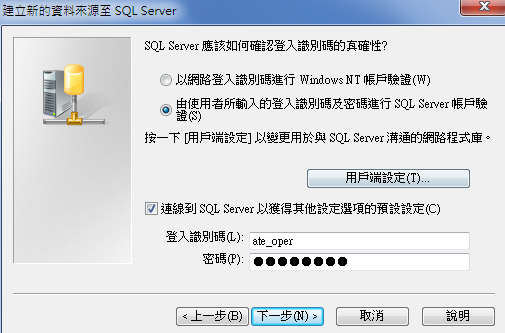 建立新的資料來源至 SQL Server
SQL Server 應該如何確認登入識別碼的真確性?
以網路登入識別碼進行 Windows NT 帳戶驗證(W)
由使用者所輸入的登入識別碼及密碼進行 SQL Server 帳戶驗
證(S)
按一下 [用戶端設定] 以變更用於與 SQL Server 溝通的網路程式庫。
用戶端設定(T)...
連線到 SQL Server 以獲得其他設定選項的預設設定(C)
登入識別碼(L): ate_oper
密碼(P): ●●●●●●●●
< 上一步(B) 下一步(N) > 取消 說明